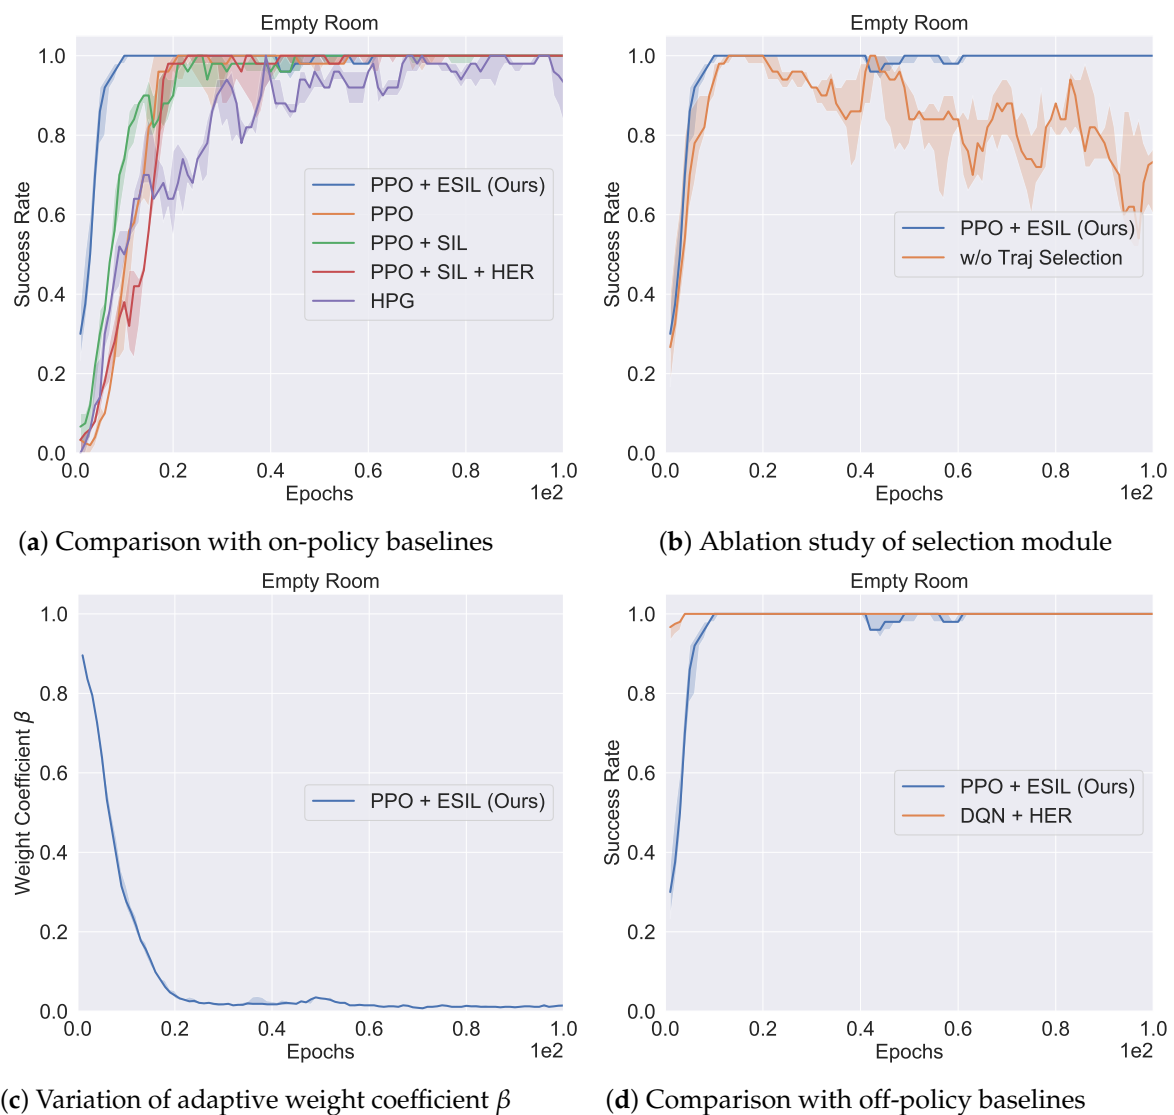 Empty Room
1.0
0.8
0.6
0.4
0.2
0.0
Success Rate
PPO + ESIL (Ours)
PPO
PPO + SIL
PPO + SIL + HER
HPG
0.0 0.2 0.4 0.6 0.8 1.0
Epochs
1e2
(a) Comparison with on-policy baselines
Empty Room
1.0
0.8
0.6
0.4
0.2
0.0
Success Rate
PPO + ESIL (Ours)
w/o Traj Selection
0.0 0.2 0.4 0.6 0.8 1.0
Epochs
1e2
(b) Ablation study of selection module
Empty Room
1.0
0.8
0.6
0.4
0.2
0.0
Weight Coefficient β
PPO + ESIL (Ours)
0.0 0.2 0.4 0.6 0.8 1.0
Epochs
1e2
(c) Variation of adaptive weight coefficient β
Empty Room
1.0
0.8
0.6
0.4
0.2
0.0
Success Rate
PPO + ESIL (Ours)
DQN + HER
0.0 0.2 0.4 0.6 0.8 1.0
Epochs
1e2
(d) Comparison with off-policy baselines